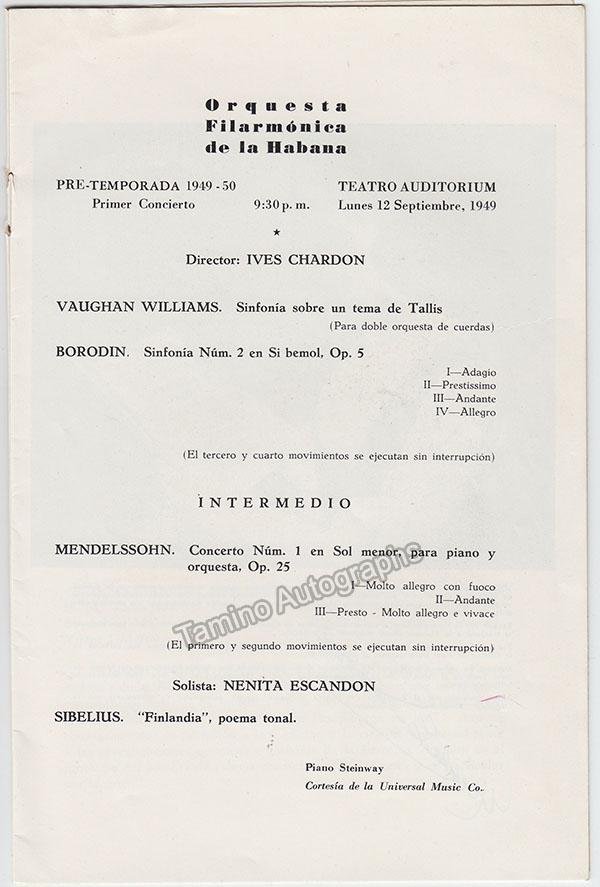 Orquesta
Filarmónica
de la Habana
PRE-TEMPORADA 1949-50
TEATRO AUDITORIUM
Primer Concierto 9:30 p. m. Lunes 12 Septiembre, 1949
Director: IVES CHARDON
VAUGHAN WILLIAMS. Sinfonía sobre un tema de Tallis
(Para doble orquesta de cuerdas)
BORODIN. Sinfonía Núm. 2 en Si bemol, Op. 5
I—Adagio
II—Prestissimo
III—Andante
IV—Allegro
(El tercero y cuarto movimientos se ejecutan sin interrupción)
INTERMEDIO
MENDELSSOHN. Concerto Núm. 1 en Sol menor, para piano y
orquesta, Op. 25
I—Molto allegro con fuoco
II—Andante
III—Presto - Molto allegro e vivace
(El primero y segundo movimientos se ejecutan sin interrupción)
Tamino Autographs
Solista: NENITA ESCANDON
SIBELIUS. "Finlandia", poema tonal.
Piano Steinway
Cortesía de la Universal Music Co.